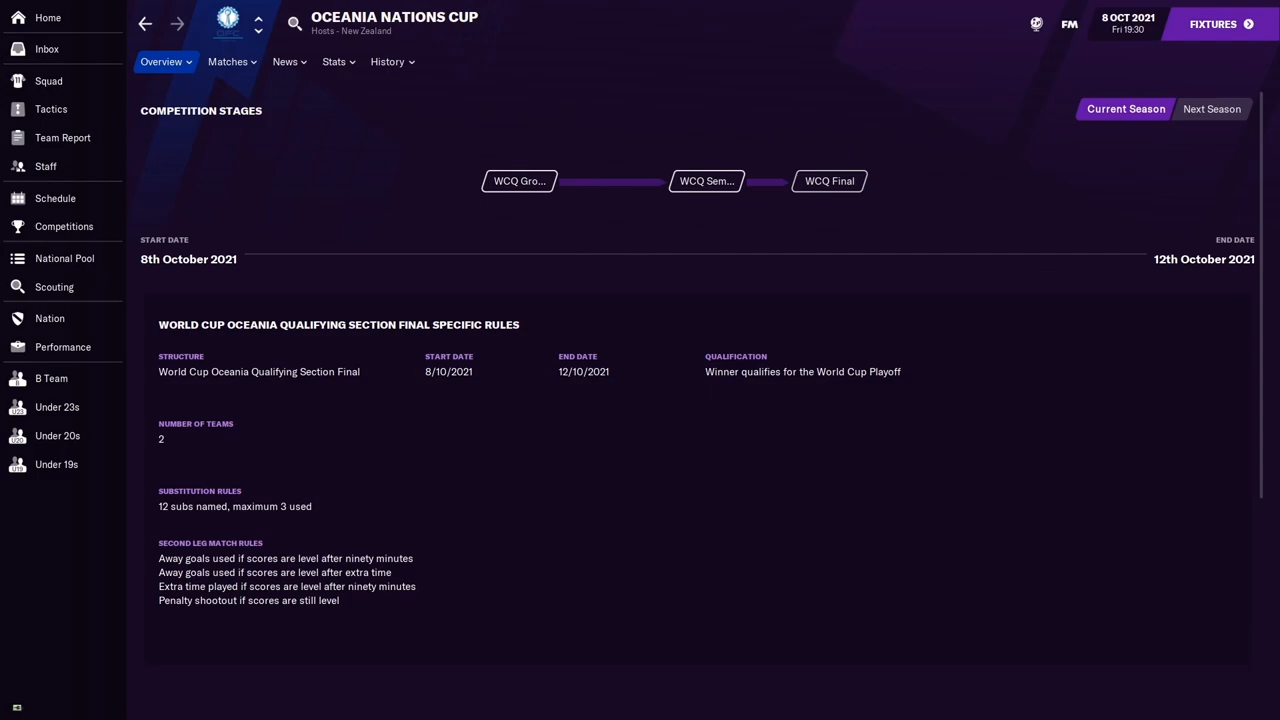 Home
OCEANIA NATIONS CUP
Hosts - New Zealand
OFC
FM
8 OCT 2021
Fri 19:30
FIXTURES
Inbox
Overview
Matches
News
Stats
History
Squad
Tactics
Team Report
Staff
Schedule
Competitions
National Pool
Scouting
Nation
Performance
B Team
Under 23s
Under 20s
Under 19s
11
B
U23
U20
U19
COMPETITION STAGES
Current Season
Next Season
WCQ Gro...
WCQ Sem...
WCQ Final
START DATE
8th October 2021
END DATE
12th October 2021
WORLD CUP OCEANIA QUALIFYING SECTION FINAL SPECIFIC RULES
STRUCTURE
World Cup Oceania Qualifying Section Final
START DATE
8/10/2021
END DATE
12/10/2021
QUALIFICATION
Winner qualifies for the World Cup Playoff
NUMBER OF TEAMS
2
SUBSTITUTION RULES
12 subs named, maximum 3 used
SECOND LEG MATCH RULES
Away goals used if scores are level after ninety minutes
Away goals used if scores are level after extra time
Extra time played if scores are level after ninety minutes
Penalty shootout if scores are still level